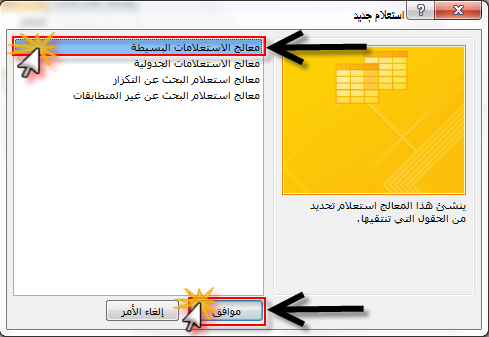 استعلام جديد
معالج الاستعلامات البسيطة
معالج الاستعلامات الجدولية
معالج استعلام البحث عن التكرار
معالج استعلام البحث عن غير المتطابقات
ينشئ هذا المعالج استعلام تحديد
من الحقول التي تنتقيها.
موافق
إلغاء الأمر